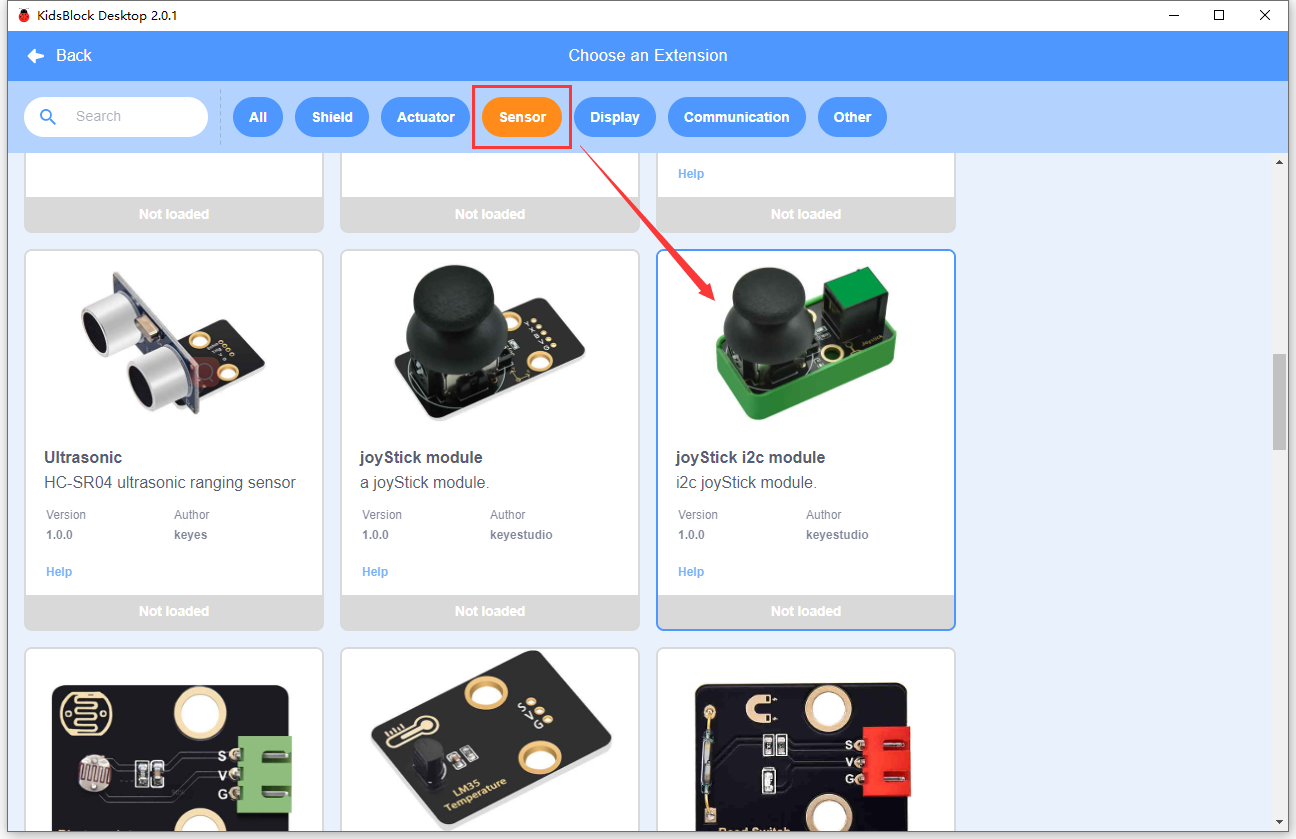 KidsBlock Desktop 2.0.1
Back
Choose an Extension
Search
All
Shield
Actuator
Sensor
Display
Communication
Other
Help
Not loaded
Not loaded
Not loaded
Ultrasonic
HC-SR04 ultrasonic ranging sensor
Version
Author
1.0.0
keyes
Help
Not loaded
joyStick module
a joyStick module.
Version
Author
1.0.0
keyestudio
Help
Not loaded
joyStick i2c module
i2c joyStick module.
Version
Author
1.0.0
keyestudio
Help
Not loaded
S
V
G
S
V
G
LM35
Temperature
S
V
G
Reed Switch